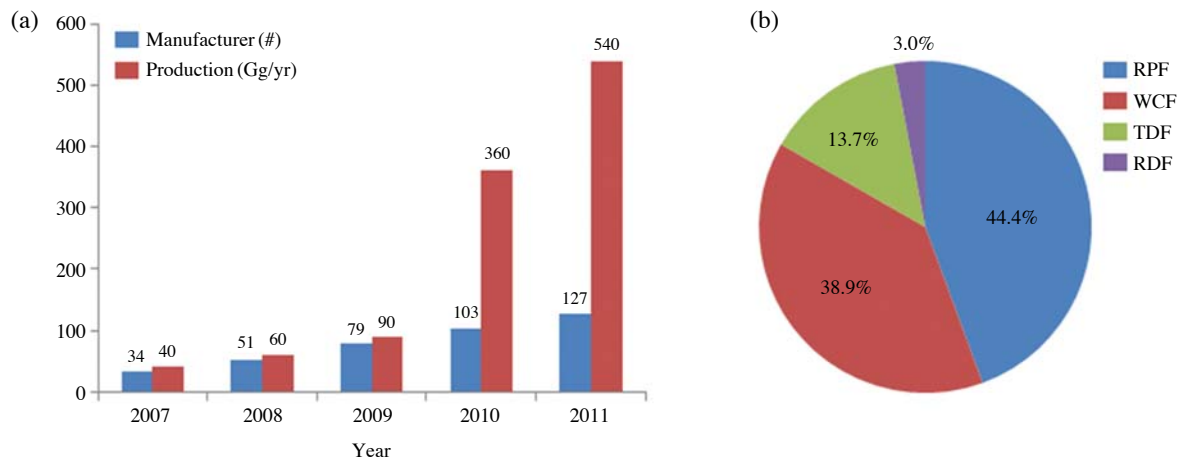 (a)
600
500
400
300
200
100
0
Manufacturer (#)
Production (Gg/yr)
34 40
51 60
79 90
103 360
127 540
2007 2008 2009 2010 2011
Year
(b)
3.0%
13.7%
44.4%
38.9%
RPF
WCF
TDF
RDF